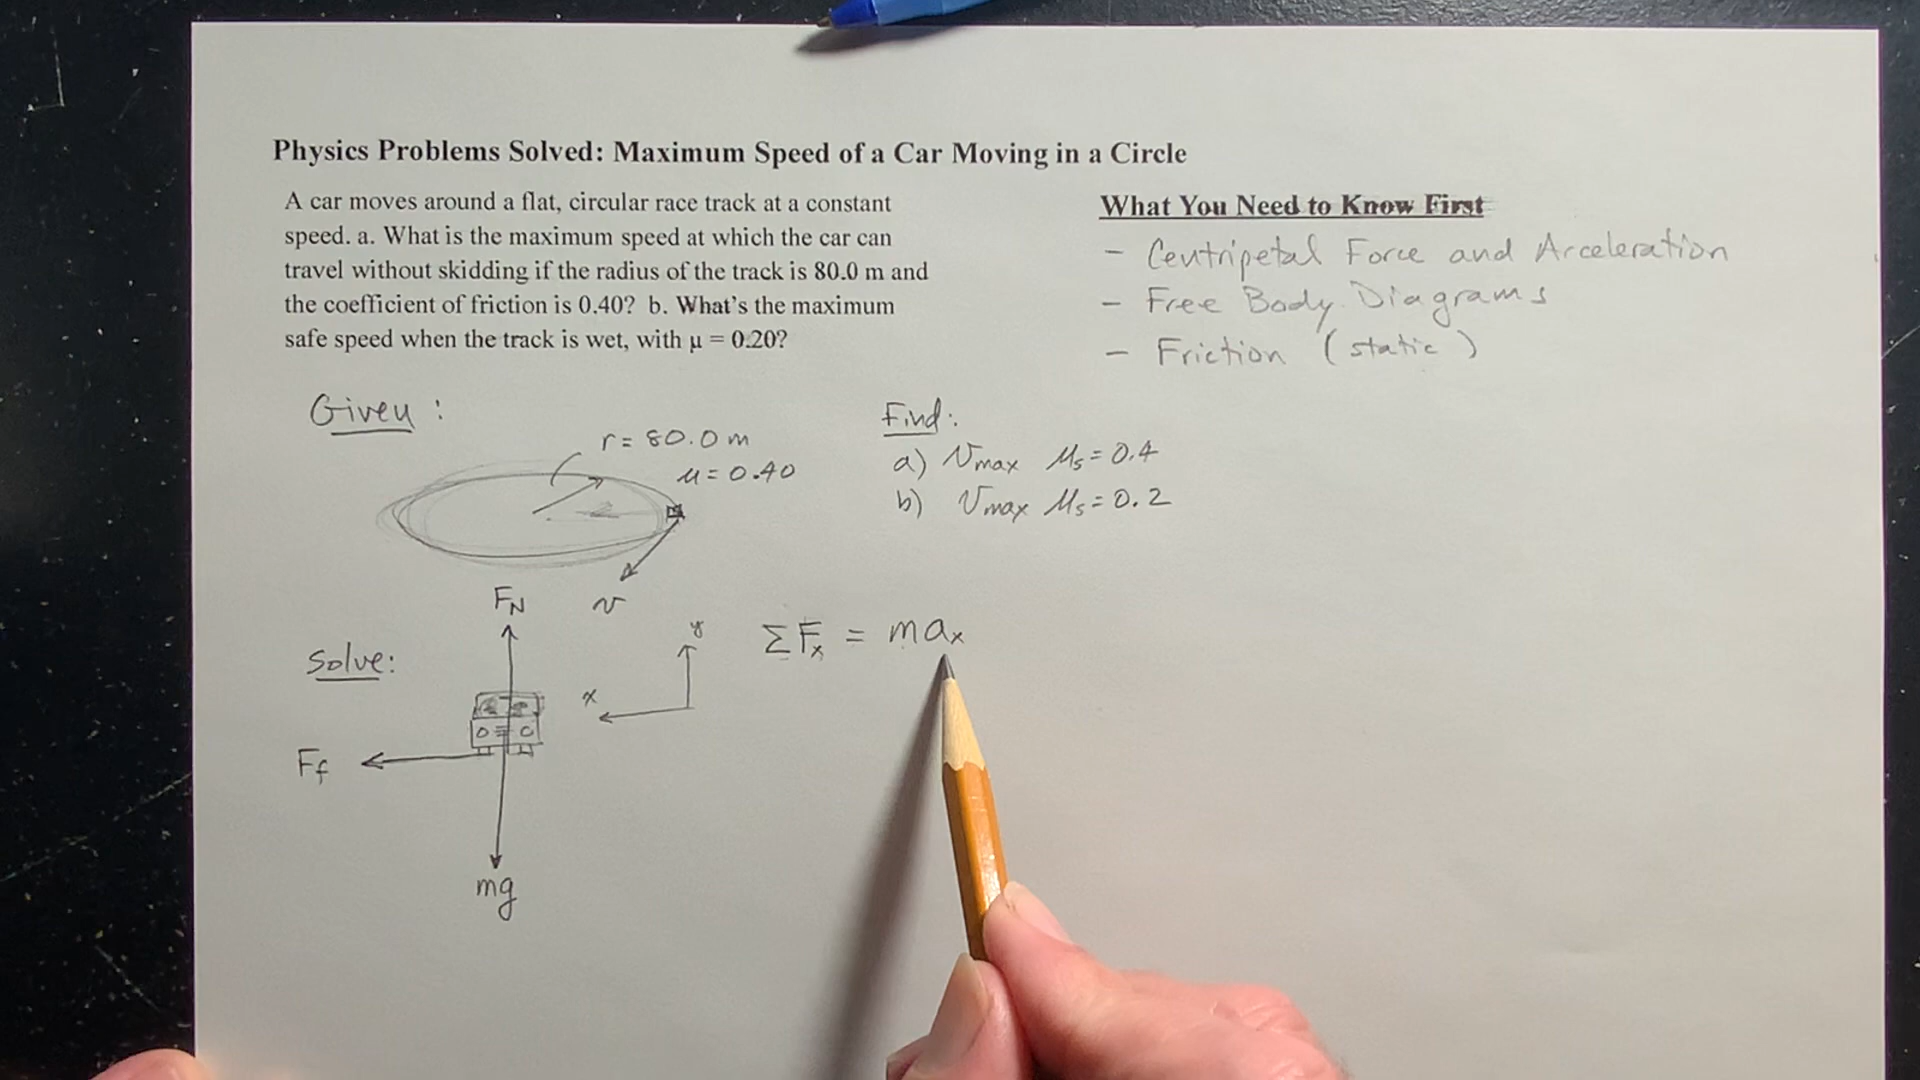 Physics Problems Solved: Maximum Speed of a Car Moving in a Circle
A car moves around a flat, circular race track at a constant
speed. a. What is the maximum speed at which the car can
travel without skidding if the radius of the track is 80.0 m and
the coefficient of friction is 0.40? b. What's the maximum
safe speed when the track is wet, with μ = 0.20?
What You Need to Know First
- Centripetal Force and Acceleration
- Free Body Diagrams
- Friction (static)
Given:
r = 80.0 m
μ = 0.40
v
Find:
a) vmax μs = 0.4
b) vmax μs = 0.2
Solve:
FN
Ff
mg
y
x
ΣFx = max